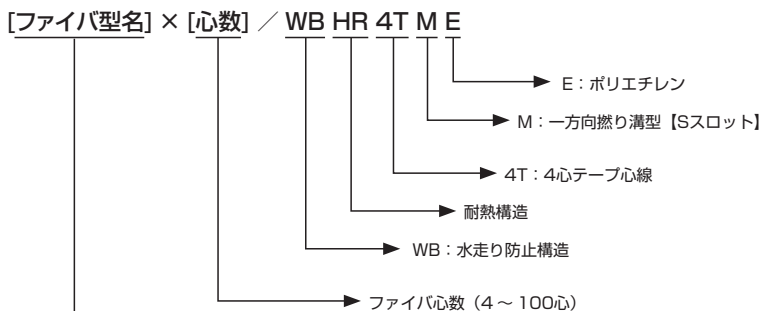 [ファイバ型名] × [心数] ／ WB HR 4T M E
E：ポリエチレン
M：一方向撚り溝型【Sスロット】
4T：4心テープ心線
耐熱構造
WB：水走り防止構造
ファイバ心数（4～100心）